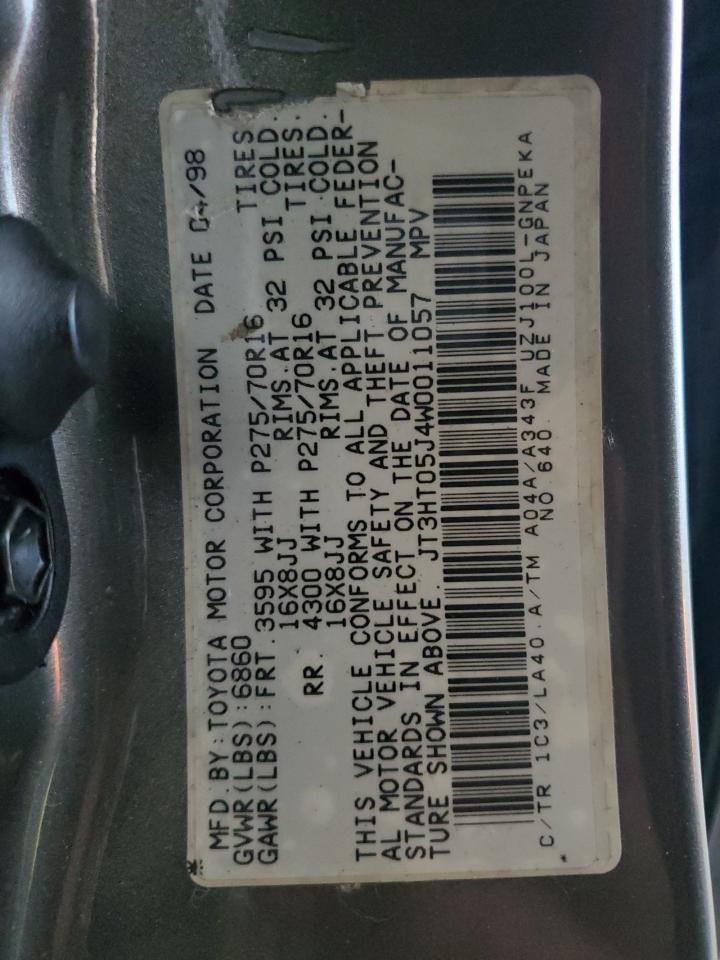 MFD.BY:TOYOTA MOTOR CORPORATION DATE 04/98
GVWR(LBS):6860
GAWR(LBS):FRT.3595 WITH P275/70R16 TIRES
16X8JJ RIMS.AT 32 PSI COLD.
RR. 4300 WITH P275/70R16 TIRES.
16X8JJ RIMS.AT 32 PSI COLD.
THIS VEHICLE CONFORMS TO ALL APPLICABLE FEDER-
AL MOTOR VEHICLE SAFETY AND THEFT PREVENTION
STANDARDS IN EFFECT ON THE DATE OF MANUFAC-
TURE SHOWN ABOVE. JT3HT05J4W0011057 MPV
C/TR 1C3/LA40.A/TM A04A/A343F UZJ100L-GNPEKA
NO.640. MADE IN JAPAN